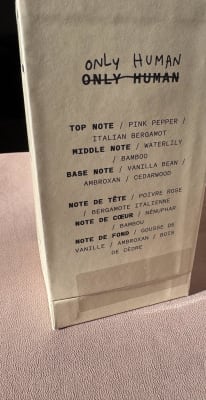 ONLY HUMAN
ONLY HUMAN
TOP NOTE / PINK PEPPER /
ITALIAN BERGAMOT
MIDDLE NOTE / WATERLILY
/ BAMBOO
BASE NOTE / VANILLA BEAN /
AMBROXAN / CEDARWOOD
NOTE DE TÊTE / POIVRE ROSE
/ BERGAMOTE ITALIENNE
NOTE DE CŒUR / NÉNUPHAR
/ BAMBOU
NOTE DE FOND / GOUSSE DE
VANILLE / AMBROXAN / BOIS
DE CÈDRE